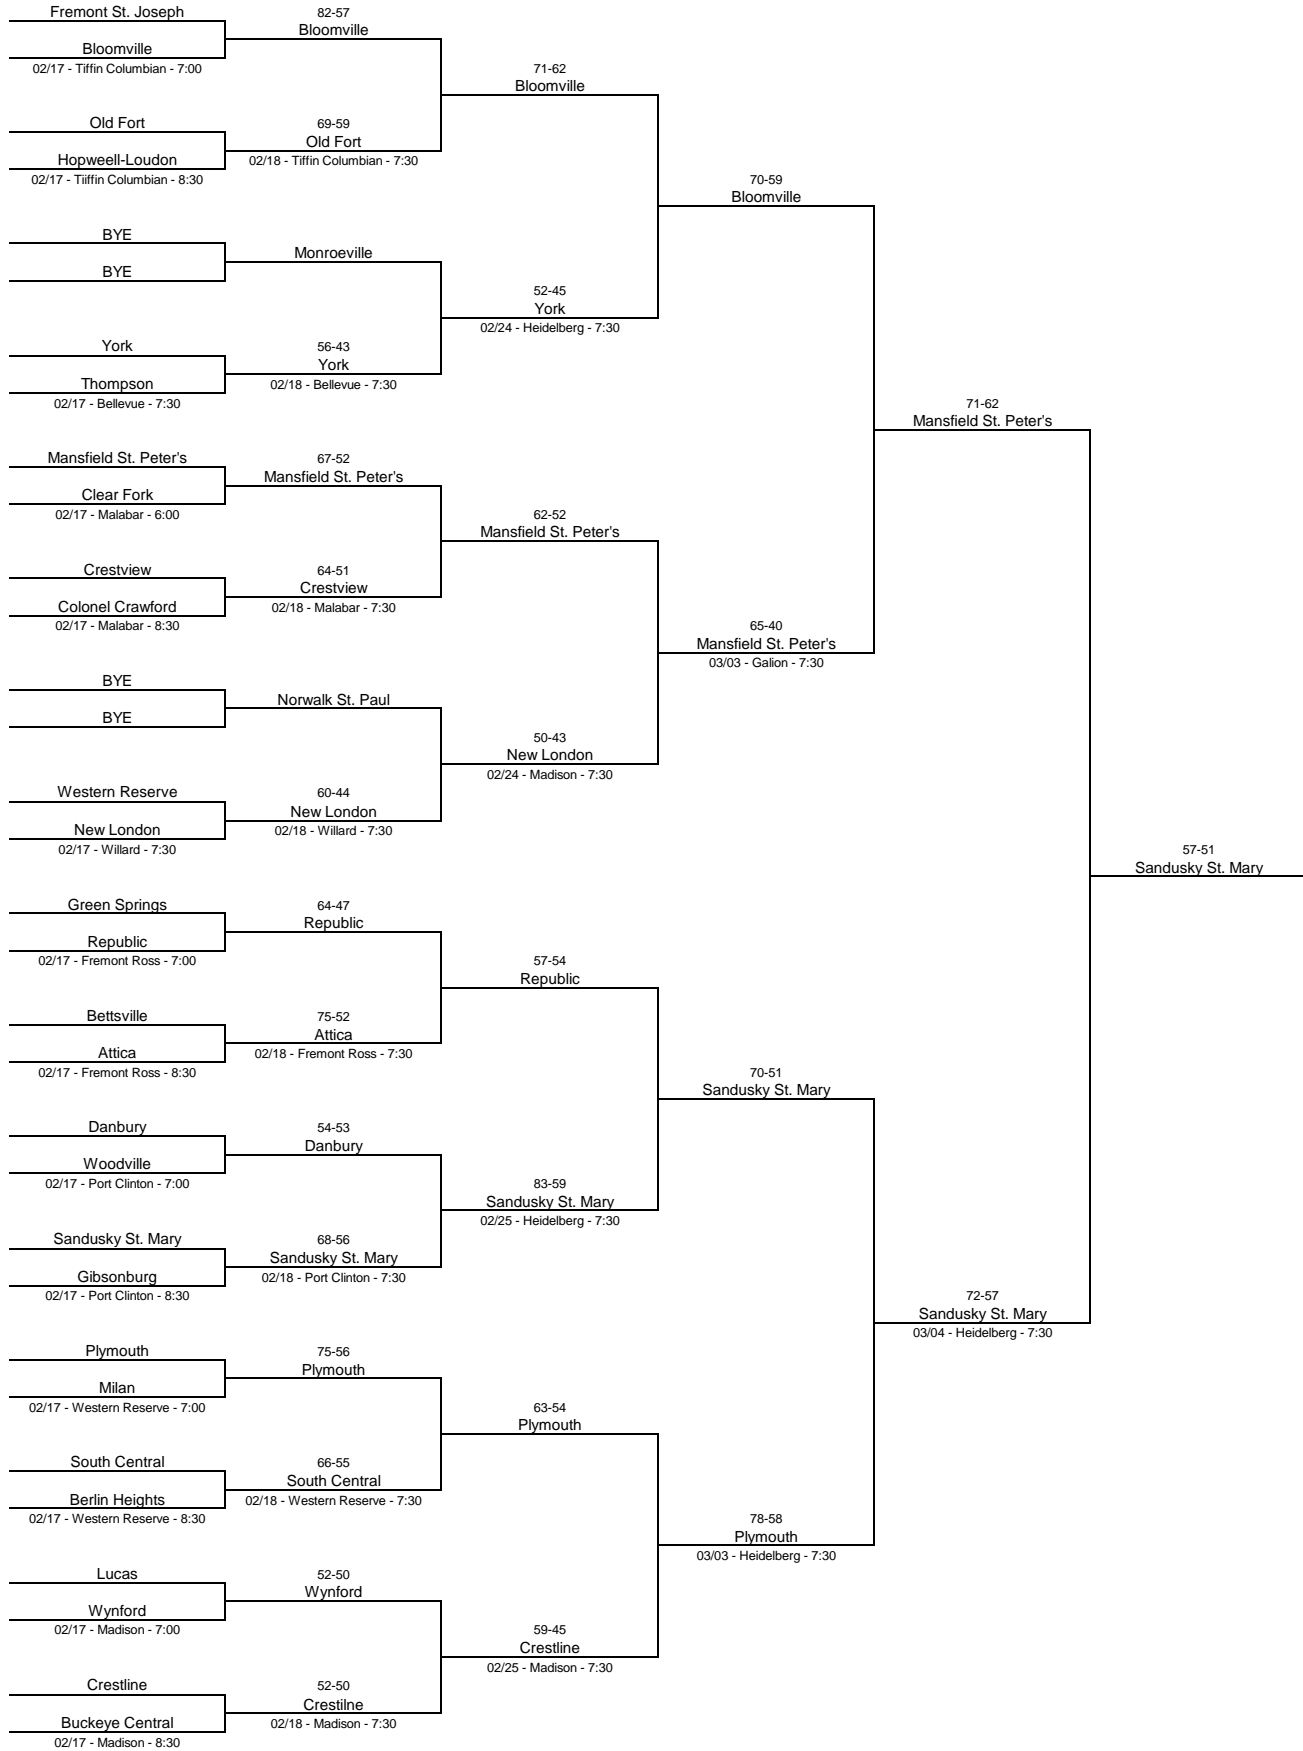 Fremont St. Joseph
Bloomville
02/17 - Tiffin Columbian - 7:00
Old Fort
Hopweell-Loudon
02/17 - Tiiffin Columbian - 8:30
BYE
BYE
York
Thompson
02/17 - Bellevue - 7:30
Mansfield St. Peter's
Clear Fork
02/17 - Malabar - 6:00
Crestview
Colonel Crawford
02/17 - Malabar - 8:30
BYE
BYE
Western Reserve
New London
02/17 - Willard - 7:30
Green Springs
Republic
02/17 - Fremont Ross - 7:00
Bettsville
Attica
02/17 - Fremont Ross - 8:30
Danbury
Woodville
02/17 - Port Clinton - 7:00
Sandusky St. Mary
Gibsonburg
02/17 - Port Clinton - 8:30
Plymouth
Milan
02/17 - Western Reserve - 7:00
South Central
Berlin Heights
02/17 - Western Reserve - 8:30
Lucas
Wynford
02/17 - Madison - 7:00
Crestline
Buckeye Central
02/17 - Madison - 8:30
82-57
Bloomville
69-59
Old Fort
02/18 - Tiffin Columbian - 7:30
Monroeville
56-43
York
02/18 - Bellevue - 7:30
67-52
Mansfield St. Peter's
64-51
Crestview
02/18 - Malabar - 7:30
Norwalk St. Paul
60-44
New London
02/18 - Willard - 7:30
64-47
Republic
75-52
Attica
02/18 - Fremont Ross - 7:30
54-53
Danbury
68-56
Sandusky St. Mary
02/18 - Port Clinton - 7:30
75-56
Plymouth
66-55
South Central
02/18 - Western Reserve - 7:30
52-50
Wynford
52-50
Crestilne
02/18 - Madison - 7:30
71-62
Bloomville
52-45
York
02/24 - Heidelberg - 7:30
62-52
Mansfield St. Peter's
50-43
New London
02/24 - Madison - 7:30
57-54
Republic
83-59
Sandusky St. Mary
02/25 - Heidelberg - 7:30
63-54
Plymouth
59-45
Crestline
02/25 - Madison - 7:30
70-59
Bloomville
65-40
Mansfield St. Peter's
03/03 - Galion - 7:30
70-51
Sandusky St. Mary
78-58
Plymouth
03/03 - Heidelberg - 7:30
71-62
Mansfield St. Peter's
72-57
Sandusky St. Mary
03/04 - Heidelberg - 7:30
57-51
Sandusky St. Mary